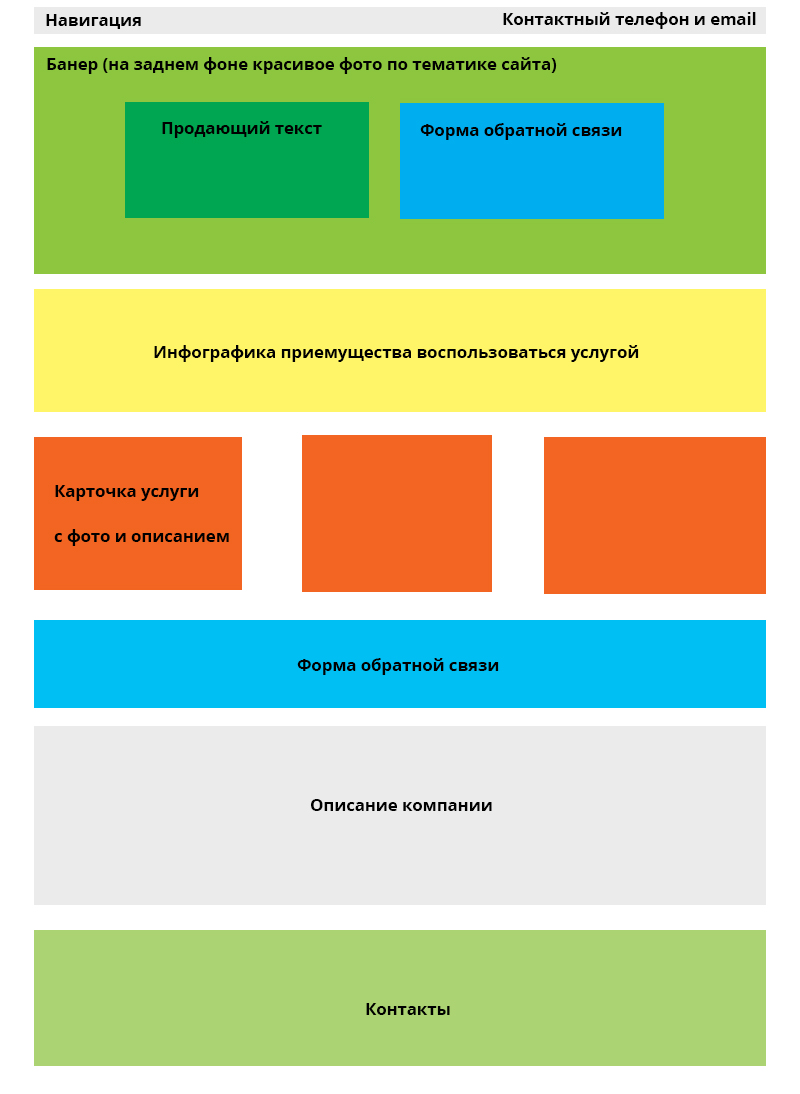 Навигация
Контактный телефон и email
Банер (на заднем фоне красивое фото по тематике сайта)
Продающий текст
Форма обратной связи
Инфографика приемущества воспользоваться услугой
Карточка услуги
с фото и описанием
Форма обратной связи
Описание компании
Контакты